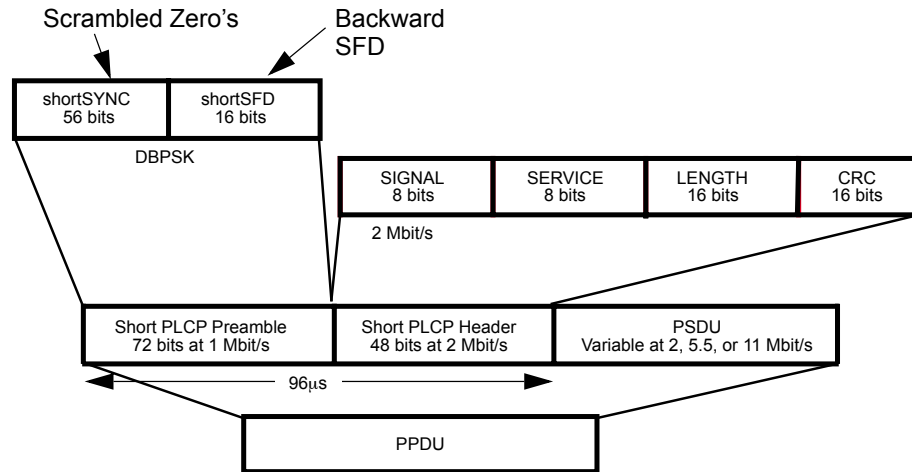 Scrambled Zero's
Backward
SFD
shortSYNC
56 bits
shortSFD
16 bits
DBPSK
SIGNAL
8 bits
SERVICE
8 bits
LENGTH
16 bits
CRC
16 bits
2 Mbit/s
Short PLCP Preamble
72 bits at 1 Mbit/s
Short PLCP Header
48 bits at 2 Mbit/s
PSDU
Variable at 2, 5.5, or 11 Mbit/s
96μs
PPDU